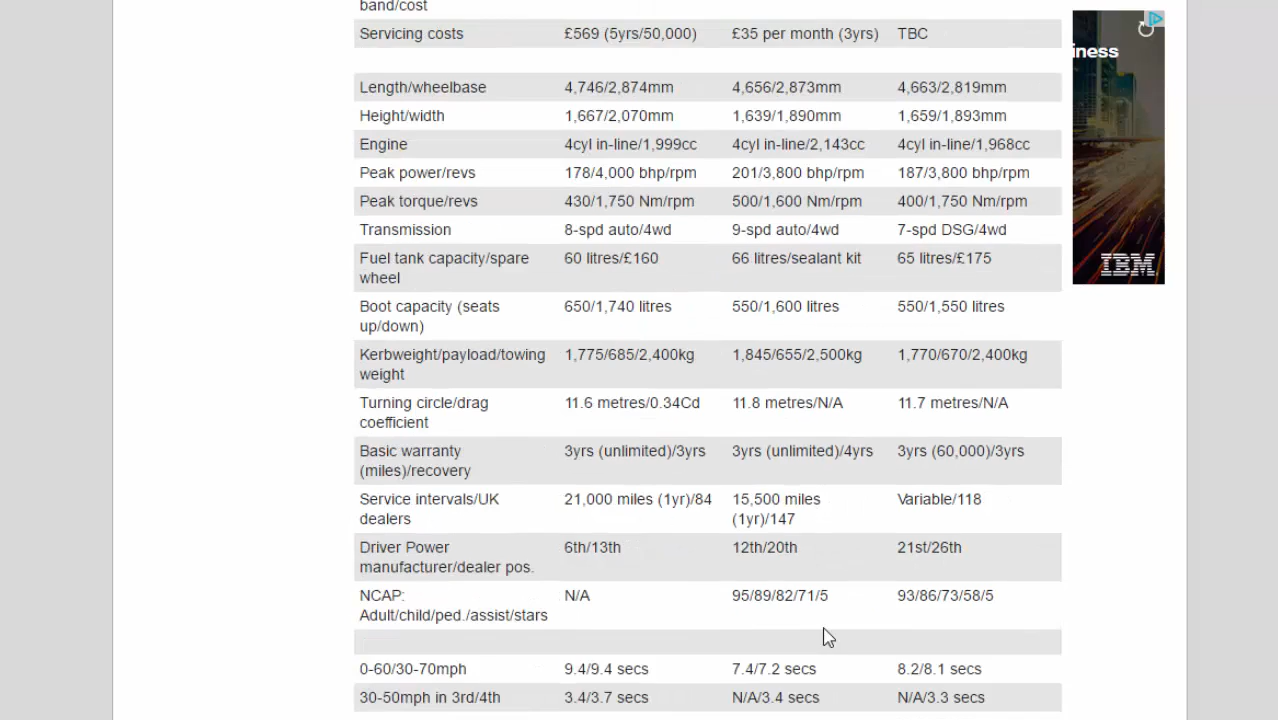 band/cost
Servicing costs £569 (5yrs/50,000) £35 per month (3yrs) TBC
Length/wheelbase 4,746/2,874mm 4,656/2,873mm 4,663/2,819mm
Height/width 1,667/2,070mm 1,639/1,890mm 1,659/1,893mm
Engine 4cyl in-line/1,999cc 4cyl in-line/2,143cc 4cyl in-line/1,968cc
Peak power/revs 178/4,000 bhp/rpm 201/3,800 bhp/rpm 187/3,800 bhp/rpm
Peak torque/revs 430/1,750 Nm/rpm 500/1,600 Nm/rpm 400/1,750 Nm/rpm
Transmission 8-spd auto/4wd 9-spd auto/4wd 7-spd DSG/4wd
Fuel tank capacity/spare 60 litres/£160 66 litres/sealant kit 65 litres/£175
wheel
Boot capacity (seats 650/1,740 litres 550/1,600 litres 550/1,550 litres
up/down)
Kerbweight/payload/towing 1,775/685/2,400kg 1,845/655/2,500kg 1,770/670/2,400kg
weight
Turning circle/drag 11.6 metres/0.34Cd 11.8 metres/N/A 11.7 metres/N/A
coefficient
Basic warranty 3yrs (unlimited)/3yrs 3yrs (unlimited)/4yrs 3yrs (60,000)/3yrs
(miles)/recovery
Service intervals/UK 21,000 miles (1yr)/84 15,500 miles Variable/118
dealers (1yr)/147
Driver Power 6th/13th 12th/20th 21st/26th
manufacturer/dealer pos.
NCAP: N/A 95/89/82/71/5 93/86/73/58/5
Adult/child/ped./assist/stars
0-60/30-70mph 9.4/9.4 secs 7.4/7.2 secs 8.2/8.1 secs
30-50mph in 3rd/4th 3.4/3.7 secs N/A/3.4 secs N/A/3.3 secs
iness
IBM